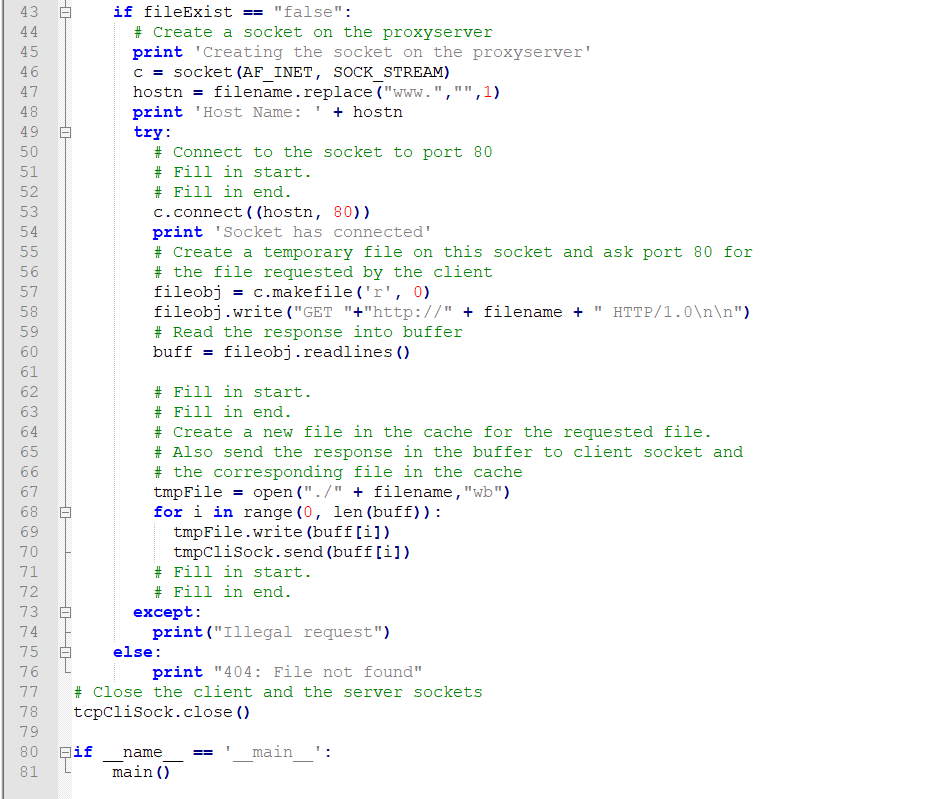 43 if fileExist == "false":
44 # Create a socket on the proxyserver
45 print 'Creating the socket on the proxyserver'
46 c = socket(AF_INET, SOCK_STREAM)
47 hostn = filename.replace("www.","",1)
48 print 'Host Name: ' + hostn
49 try:
50 # Connect to the socket to port 80
51 # Fill in start.
52 # Fill in end.
53 c.connect((hostn, 80))
54 print 'Socket has connected'
55 # Create a temporary file on this socket and ask port 80 for
56 # the file requested by the client
57 fileobj = c.makefile('r', 0)
58 fileobj.write("GET "+"http://" + filename + " HTTP/1.0\n\n")
59 # Read the response into buffer
60 buff = fileobj.readlines()
61
62 # Fill in start.
63 # Fill in end.
64 # Create a new file in the cache for the requested file.
65 # Also send the response in the buffer to client socket and
66 # the corresponding file in the cache
67 tmpFile = open("./" + filename,"wb")
68 for i in range(0, len(buff)):
69 tmpFile.write(buff[i])
70 tmpCliSock.send(buff[i])
71 # Fill in start.
72 # Fill in end.
73 except:
74 print("Illegal request")
75 else:
76 print "404: File not found"
77 # Close the client and the server sockets
78 tcpCliSock.close()
79
80 if __name__ == '__main__':
81 main()